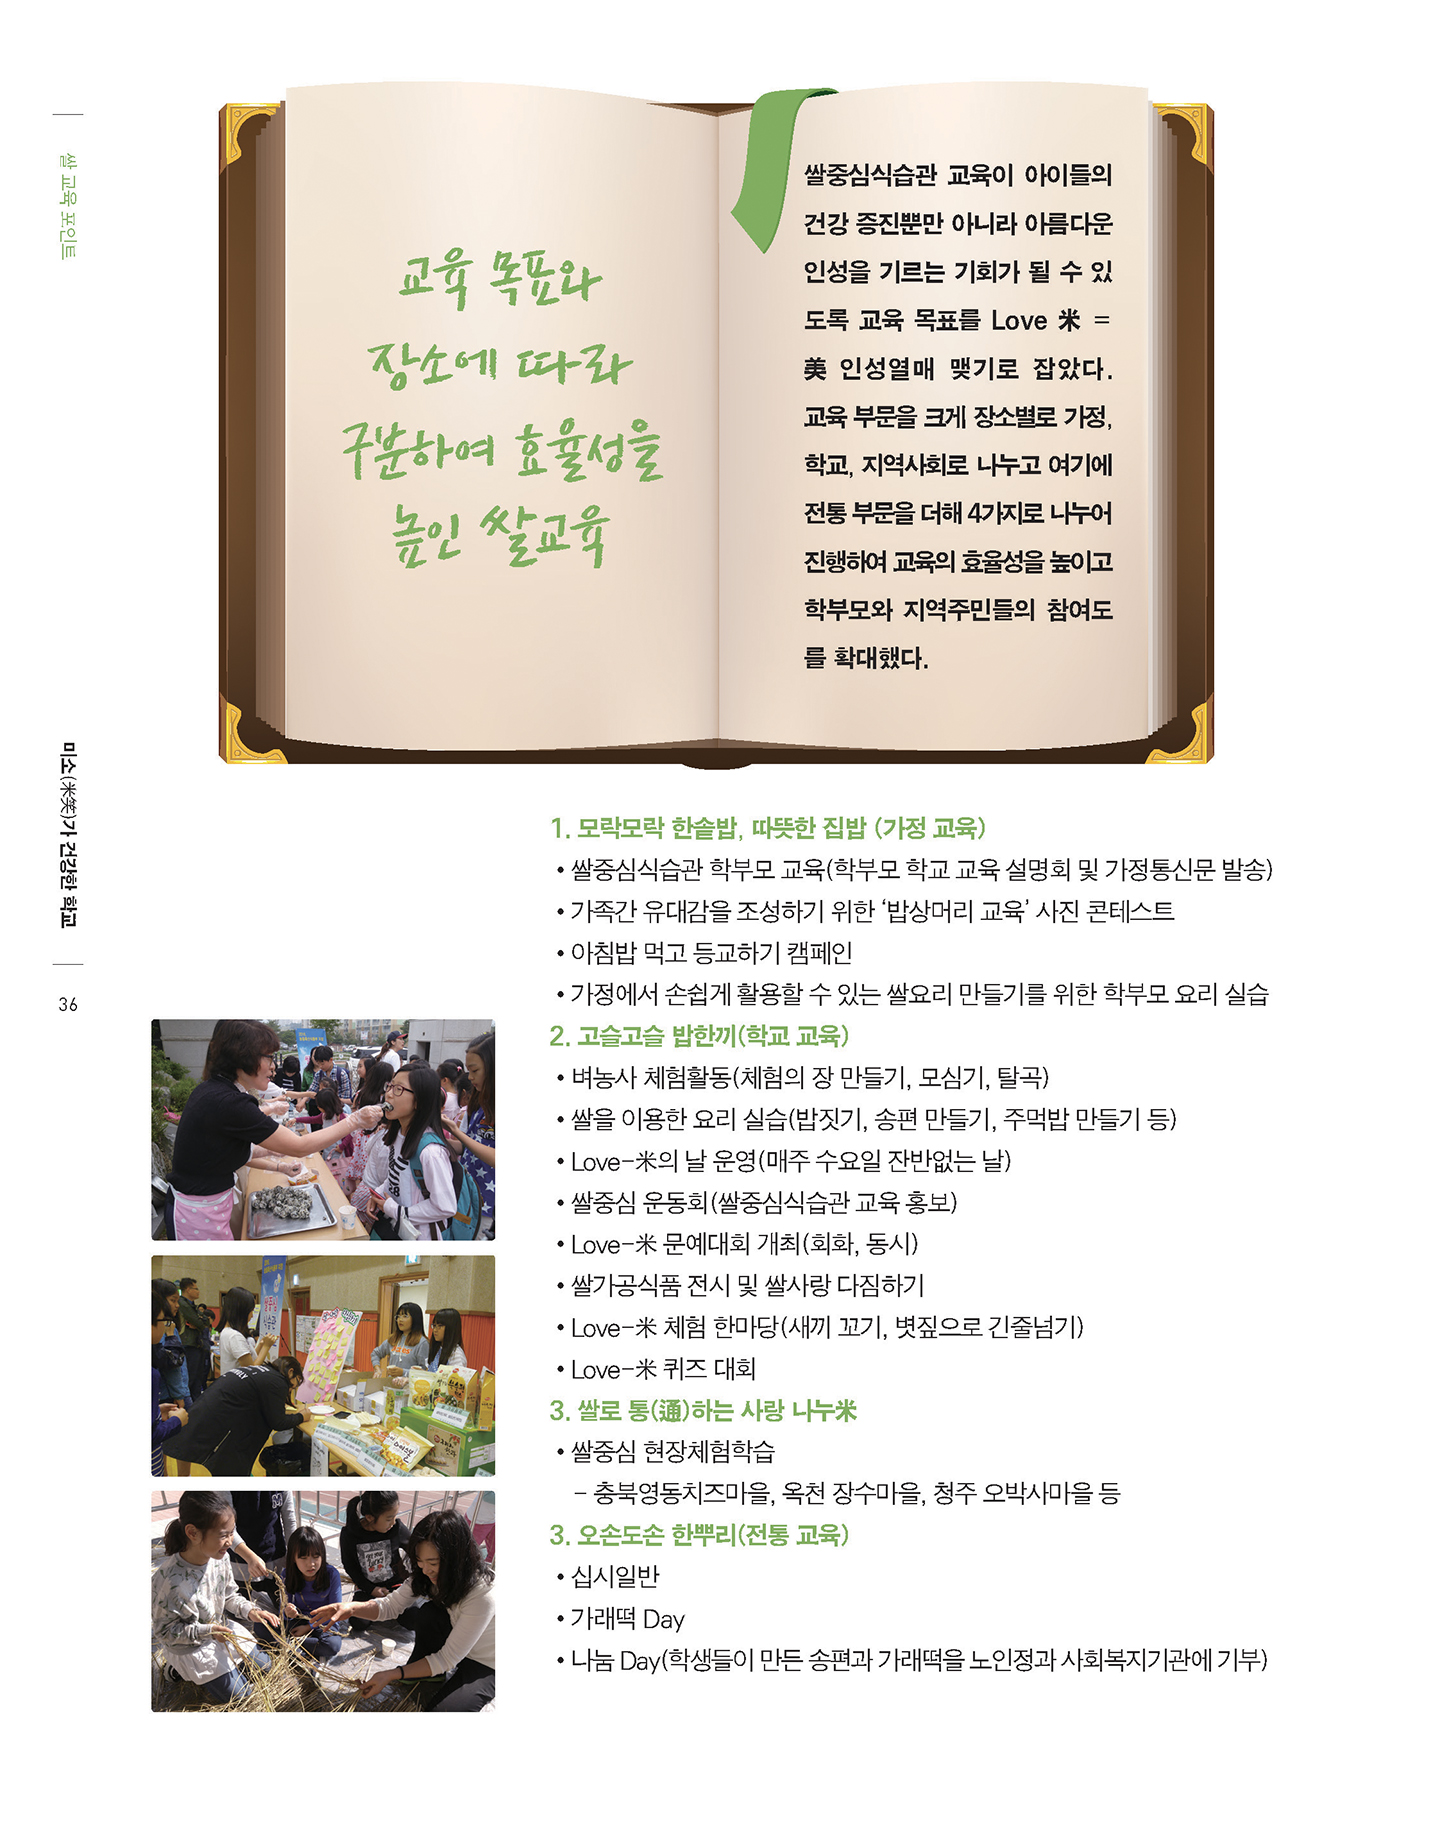 쌀 교육 포인트
미소(米笑)가 건강한 학교
36
교육 목표와
장소에 따라
구분하여 효율성을
높인 쌀교육
쌀중심식습관 교육이 아이들의
건강 증진뿐만 아니라 아름다운
인성을 기르는 기회가 될 수 있
도록 교육 목표를 Love 米 =
美 인성열매 맺기로 잡았다.
교육 부문을 크게 장소별로 가정,
학교, 지역사회로 나누고 여기에
전통 부문을 더해 4가지로 나누어
진행하여 교육의 효율성을 높이고
학부모와 지역주민들의 참여도
를 확대했다.
1. 모락모락 한솥밥, 따뜻한 집밥 (가정 교육)
• 쌀중심식습관 학부모 교육(학부모 학교 교육 설명회 및 가정통신문 발송)
• 가족간 유대감을 조성하기 위한 ‘밥상머리 교육’ 사진 콘테스트
• 아침밥 먹고 등교하기 캠페인
• 가정에서 손쉽게 활용할 수 있는 쌀요리 만들기를 위한 학부모 요리 실습
2. 고슬고슬 밥한끼(학교 교육)
• 벼농사 체험활동(체험의 장 만들기, 모심기, 탈곡)
• 쌀을 이용한 요리 실습(밥짓기, 송편 만들기, 주먹밥 만들기 등)
• Love-米의 날 운영(매주 수요일 잔반없는 날)
• 쌀중심 운동회(쌀중심식습관 교육 홍보)
• Love-米 문예대회 개최(회화, 동시)
• 쌀가공식품 전시 및 쌀사랑 다짐하기
• Love-米 체험 한마당(새끼 꼬기, 볏짚으로 긴줄넘기)
• Love-米 퀴즈 대회
3. 쌀로 통(通)하는 사랑 나누米
• 쌀중심 현장체험학습
- 충북영동치즈마을, 옥천 장수마을, 청주 오박사마을 등
3. 오손도손 한뿌리(전통 교육)
• 십시일반
• 가래떡 Day
• 나눔 Day(학생들이 만든 송편과 가래떡을 노인정과 사회복지기관에 기부)
쌀중심
식습관